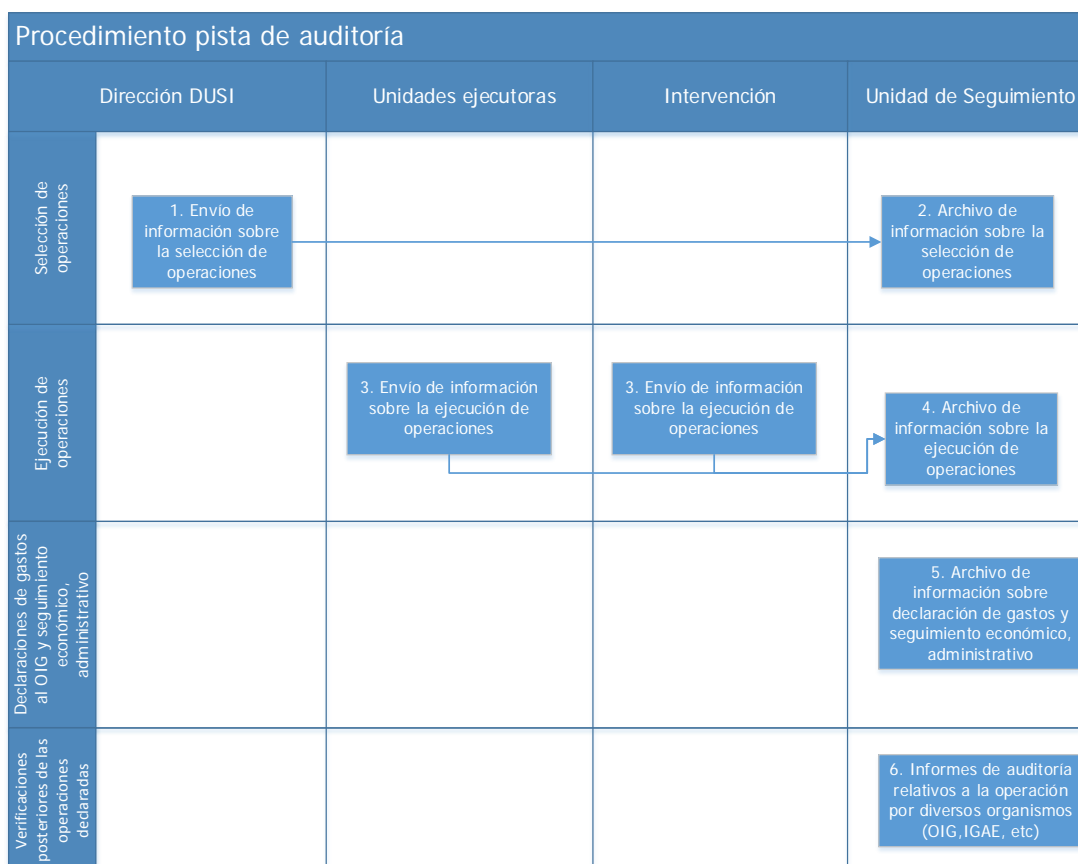 Procedimiento pista de auditoría
Dirección DUSI
Unidades ejecutoras
Intervención
Unidad de Seguimiento
Selección de
operaciones
1. Envío de
información sobre
la selección de
operaciones
2. Archivo de
información sobre la
selección de
operaciones
Ejecución de
operaciones
3. Envío de información
sobre la ejecución de
operaciones
3. Envío de información
sobre la ejecución de
operaciones
4. Archivo de
información sobre la
ejecución de
operaciones
Declaraciones de gastos
al OIG y seguimiento
económico,
administrativo
5. Archivo de
información sobre
declaración de gastos y
seguimiento económico,
administrativo
Verificaciones
posteriores de las
operaciones
declaradas
6. Informes de auditoría
relativos a la operación
por diversos organismos
(OIG,IGAE, etc)